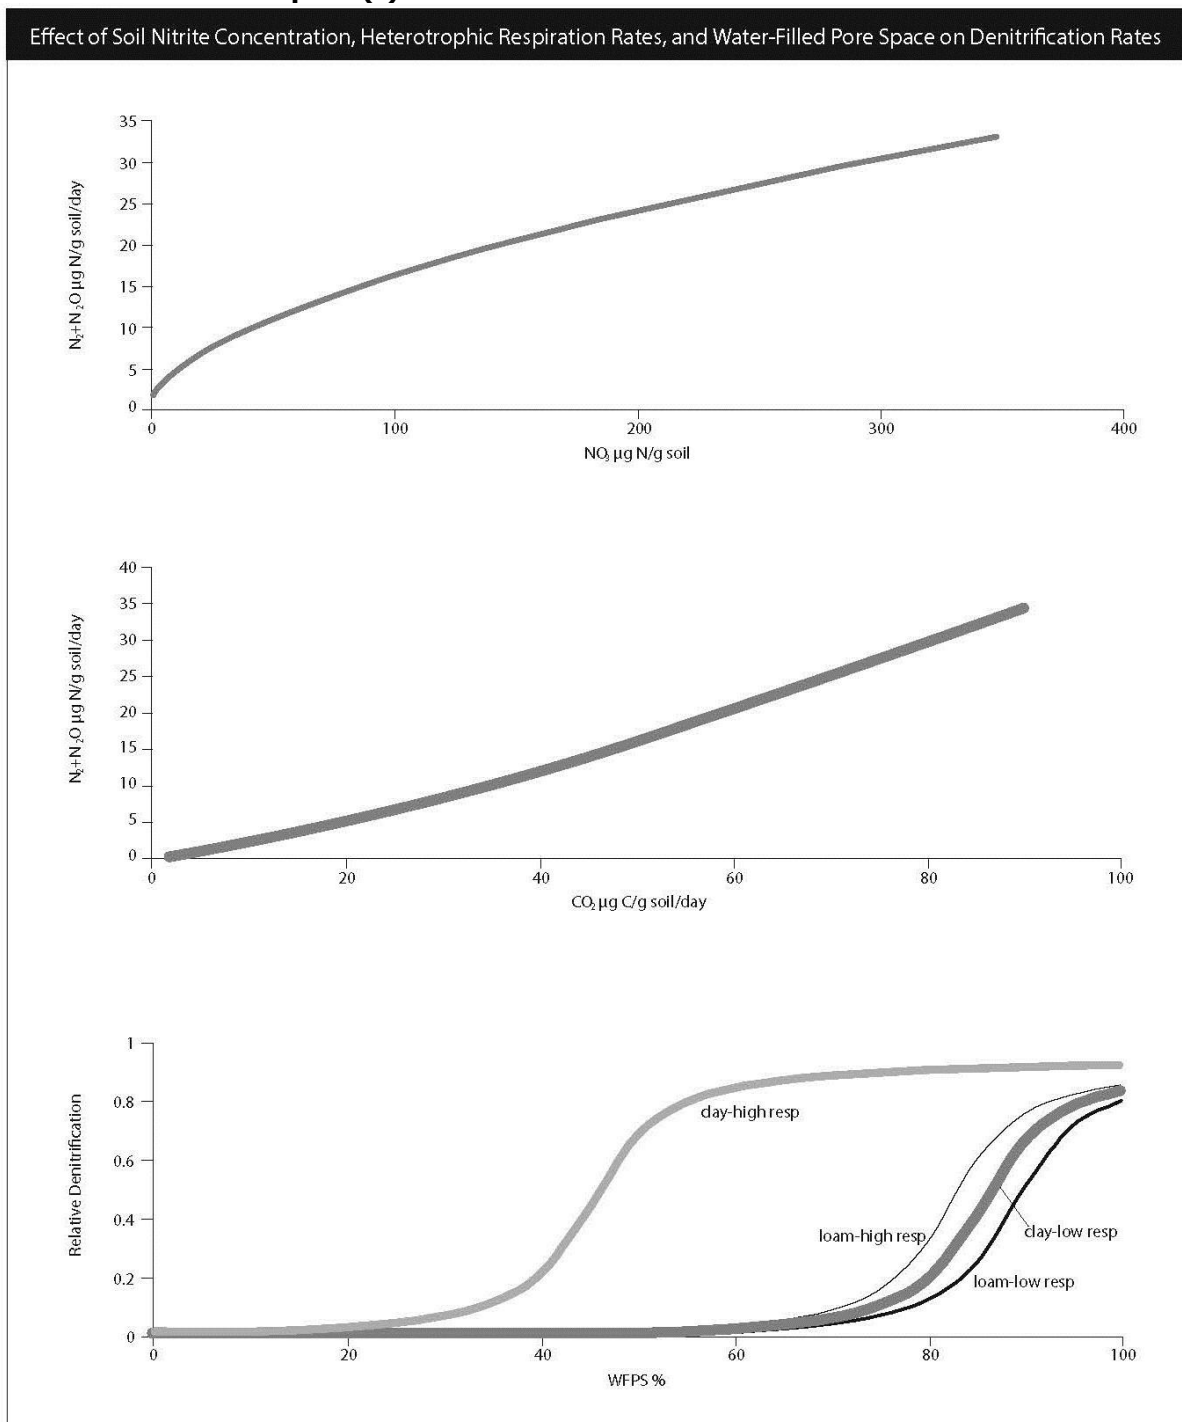 Effect of Soil Nitrite Concentration, Heterotrophic Respiration Rates, and Water-Filled Pore Space on Denitrification Rates
35
30
25
20
15
10
5
0
N₂+N₂O µg N/g soil/day
0 100 200 300 400
NO₃ µg N/g soil
40
35
30
25
20
15
10
5
0
N₂+N₂O µg N/g soil/day
0 20 40 60 80 100
CO₂ µg C/g soil/day
1
0.8
0.6
0.4
0.2
0
Relative Denitrification
clay-high resp
loam-high resp
clay-low resp
loam-low resp
0 20 40 60 80 100
WFPS %